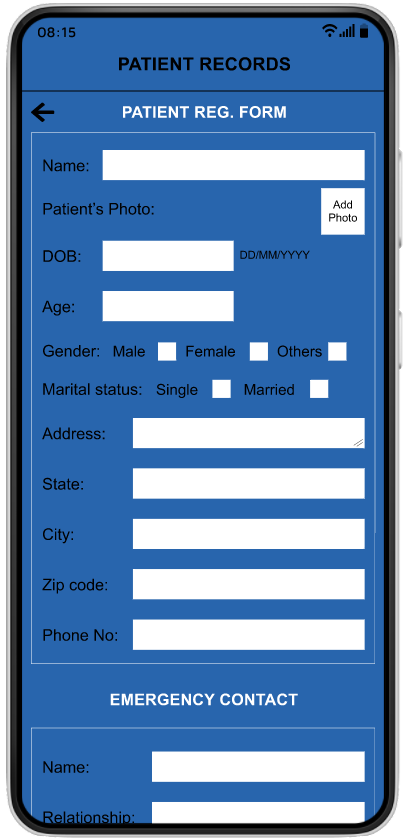 08:15
PATIENT RECORDS
PATIENT REG. FORM
Name:
Patient's Photo:
Add
Photo
DOB: DD/MM/YYYY
Age:
Gender: Male Female Others
Marital status: Single Married
Address:
State:
City:
Zip code:
Phone No:
EMERGENCY CONTACT
Name:
Relationship: